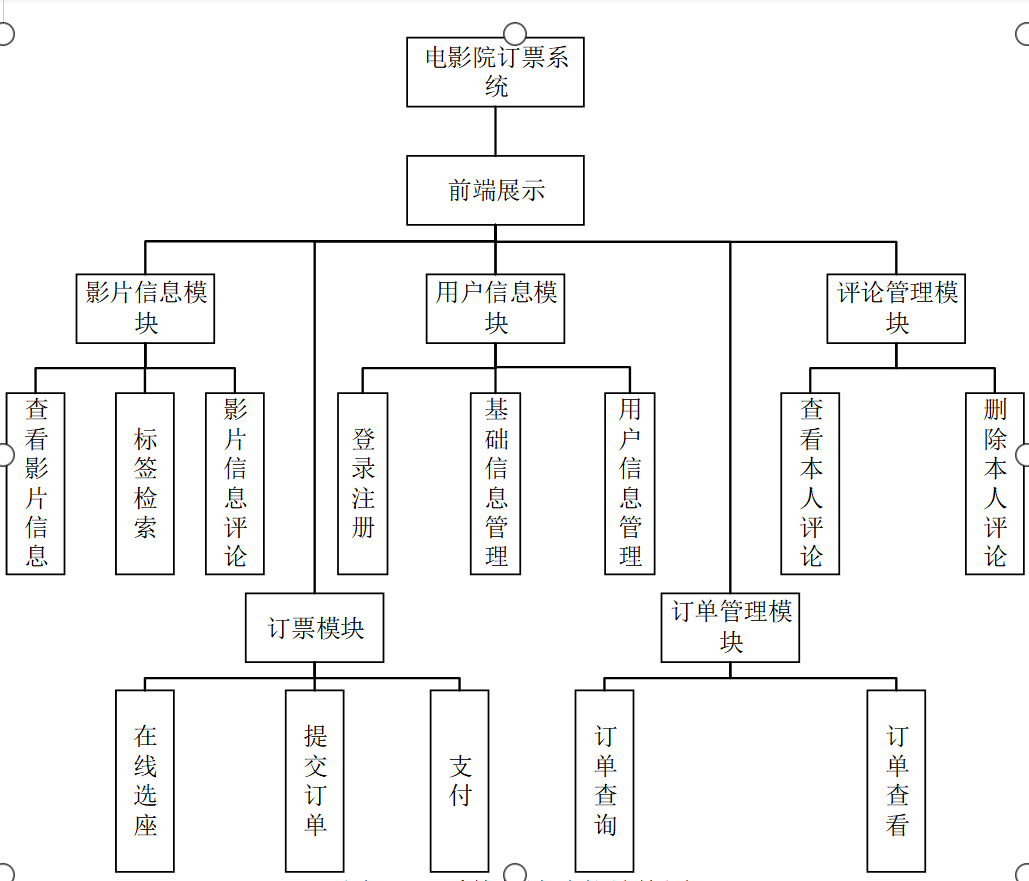 电影院订票系
统
前端展示
影片信息模
块
用户信息模
块
评论管理模
块
查看影片信息
标签检索
影片信息评论
登录注册
基础信息管理
用户信息管理
查看本人评论
删除本人评论
订票模块
订单管理模
块
在线选座
提交订单
支付
订单查询
订单查看